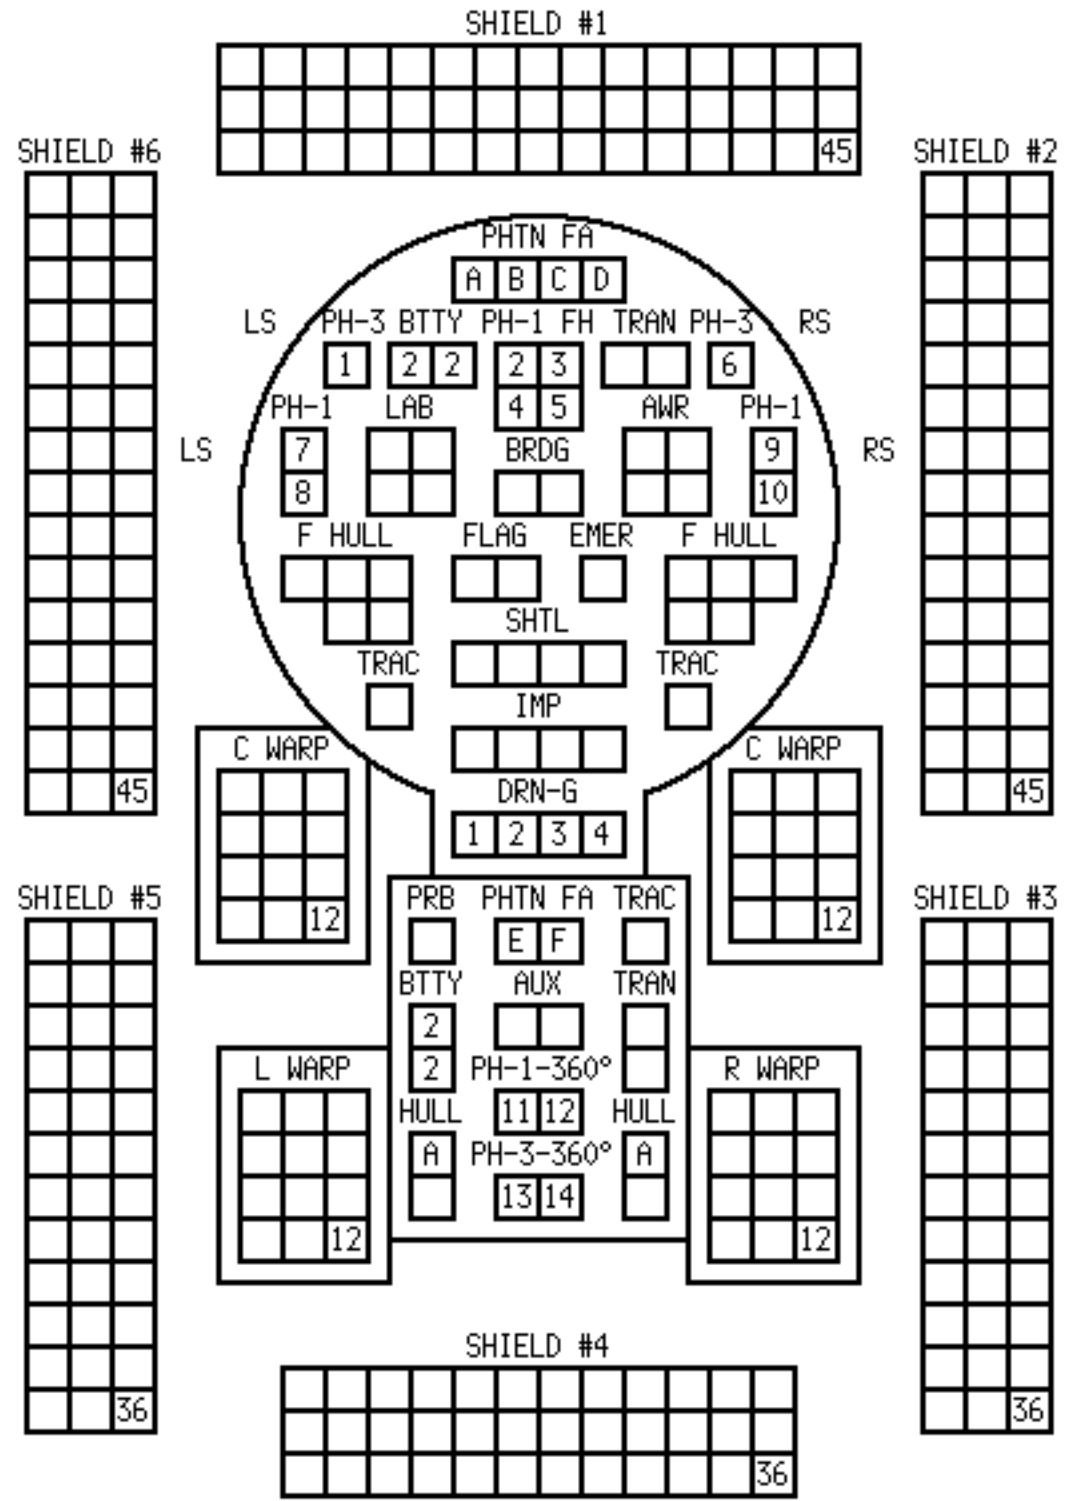 SHIELD #1
45
SHIELD #6
SHIELD #2
PHTN FA
A B C D
LS PH-3 BTTY PH-1 FH TRAN PH-3 RS
1 2 2 2 3 6
4 5
PH-1 LAB AWR PH-1
LS 7 BRDG 9 RS
8 10
F HULL FLAG EMER F HULL
SHTL
TRAC TRAC
IMP
C WARP C WARP
45 DRN-G 45
1 2 3 4
SHIELD #5 PRB PHTN FA TRAC SHIELD #3
12 E F 12
BTTY AUX TRAN
2
2 PH-1-360°
L WARP R WARP
HULL 11 12 HULL
A PH-3-360° A
13 14
12 12
SHIELD #4
36 36
36